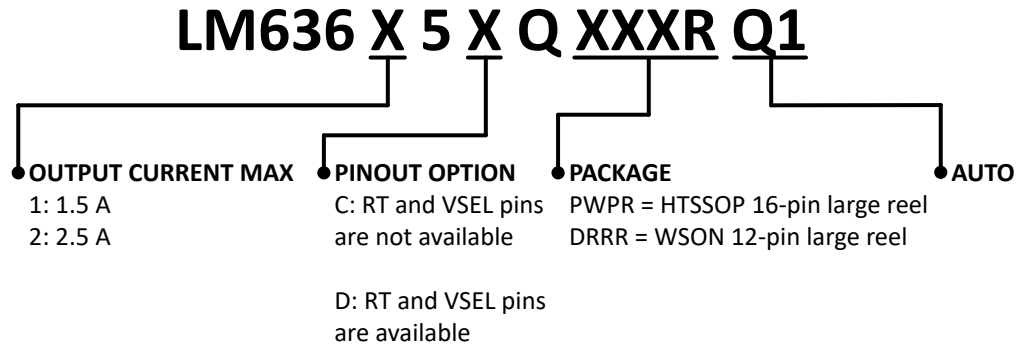 LM636 X 5 X Q XXXR Q1
OUTPUT CURRENT MAX
1: 1.5 A
2: 2.5 A
PINOUT OPTION
C: RT and VSEL pins
are not available
D: RT and VSEL pins
are available
PACKAGE
PWPR = HTSSOP 16-pin large reel
DRRR = WSON 12-pin large reel
AUTO